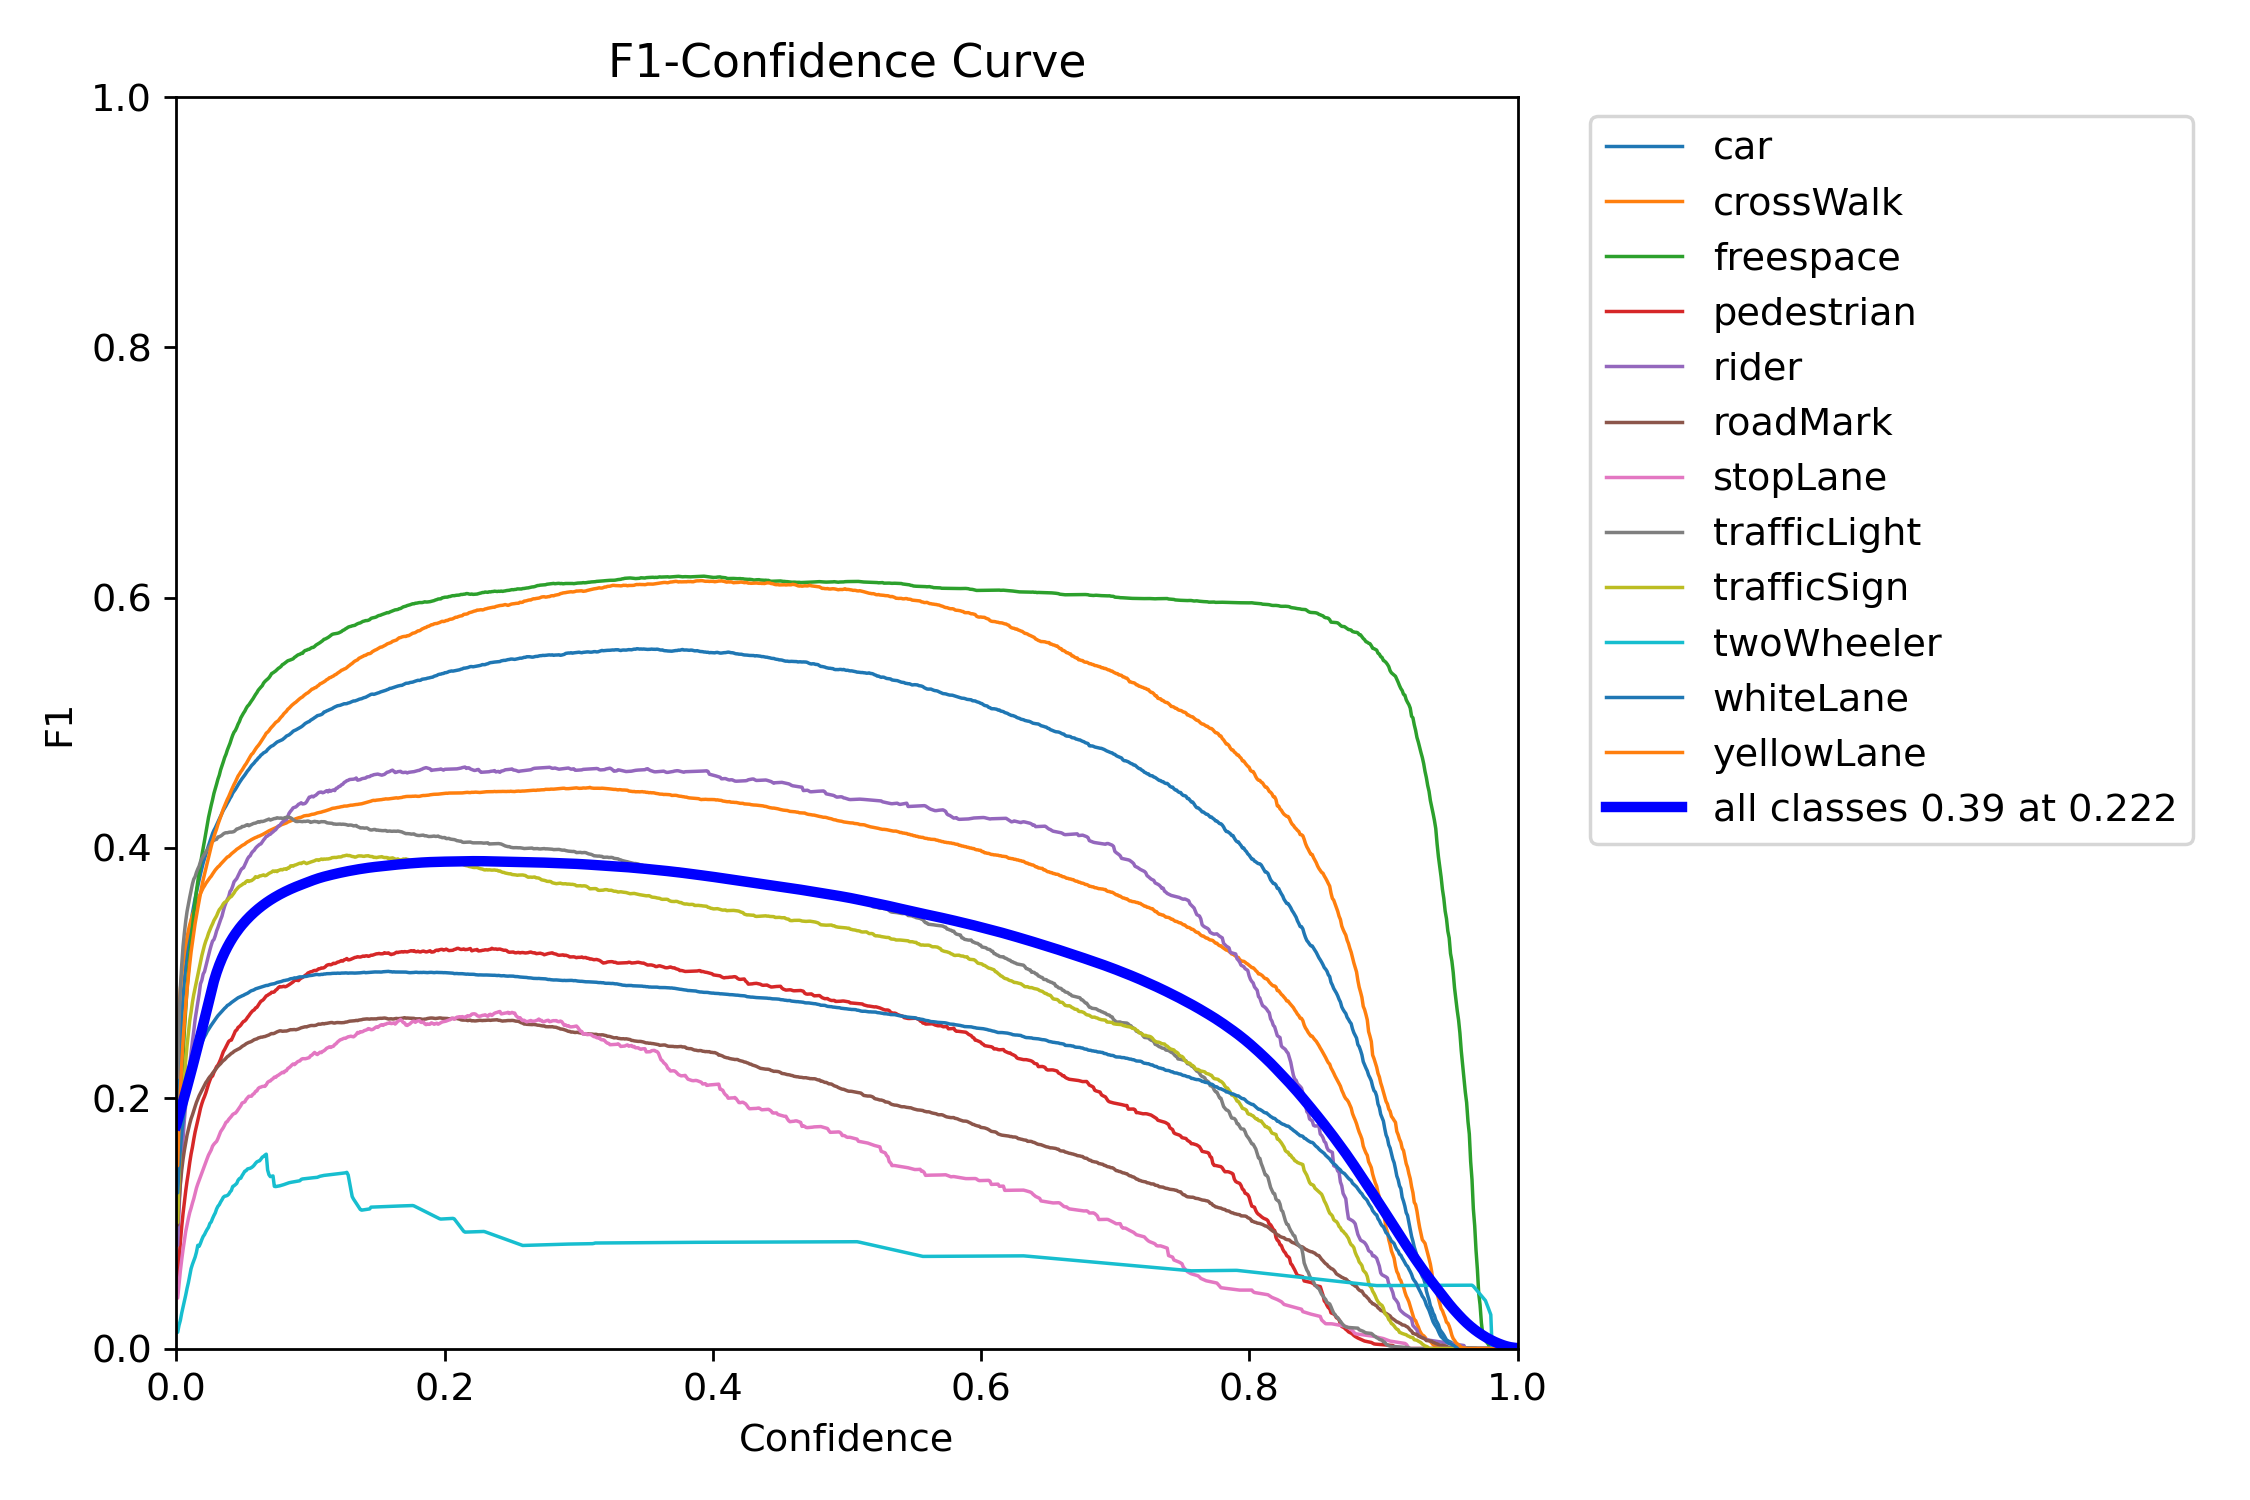 F1-Confidence Curve
1.0
0.8
0.6
0.4
0.2
0.0
F1
0.0 0.2 0.4 0.6 0.8 1.0
Confidence
car
crossWalk
freespace
pedestrian
rider
roadMark
stopLane
trafficLight
trafficSign
twoWheeler
whiteLane
yellowLane
all classes 0.39 at 0.222